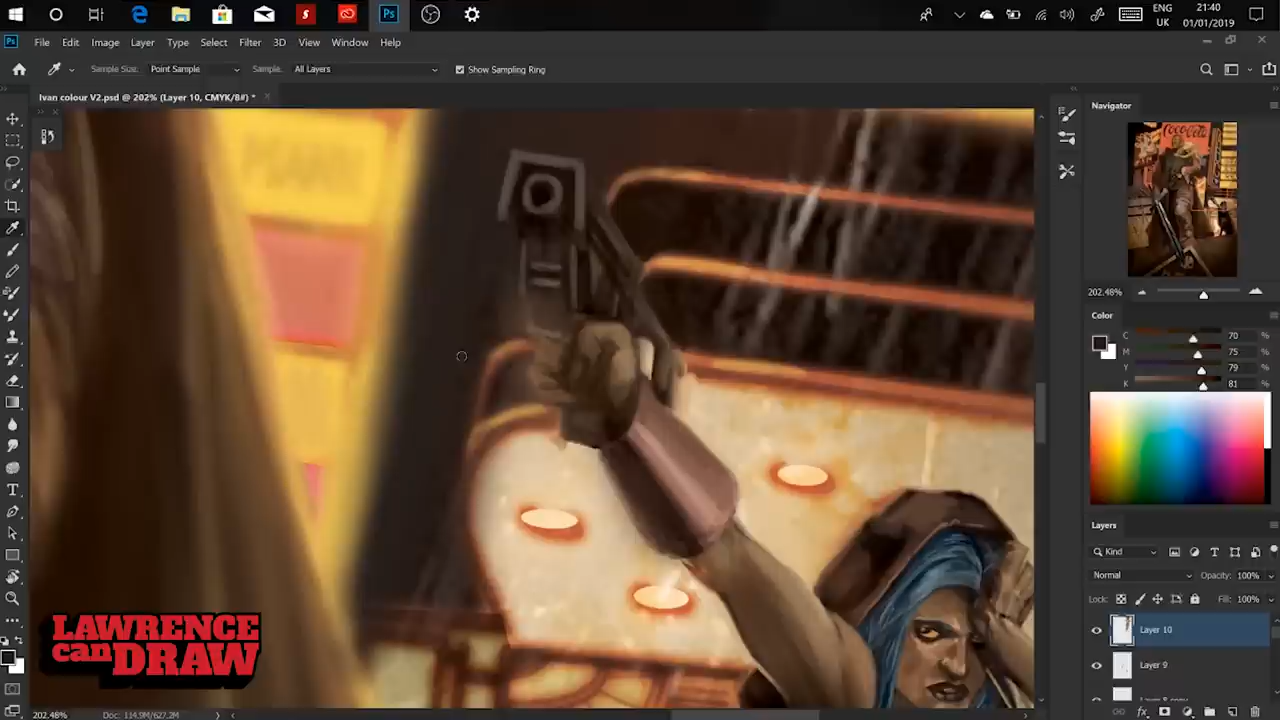 21:40
ENG
UK
01/01/2019
File Edit Image Layer Type Select Filter 3D View Window Help
Sample Size: Point Sample Sample: All Layers Show Sampling Ring
Ivan colour V2.psd @ 202% (Layer 10, CMYK/8#) *
Navigator
202.48%
Color
C 70 %
M 75 %
Y 79 %
K 81 %
Layers
Kind
Normal Opacity: 100%
Lock: Fill: 100%
Layer 10
Layer 9
Layer 8 copy
LAWRENCE
can DRAW
202.48% Doc: 114.9M/627.2M